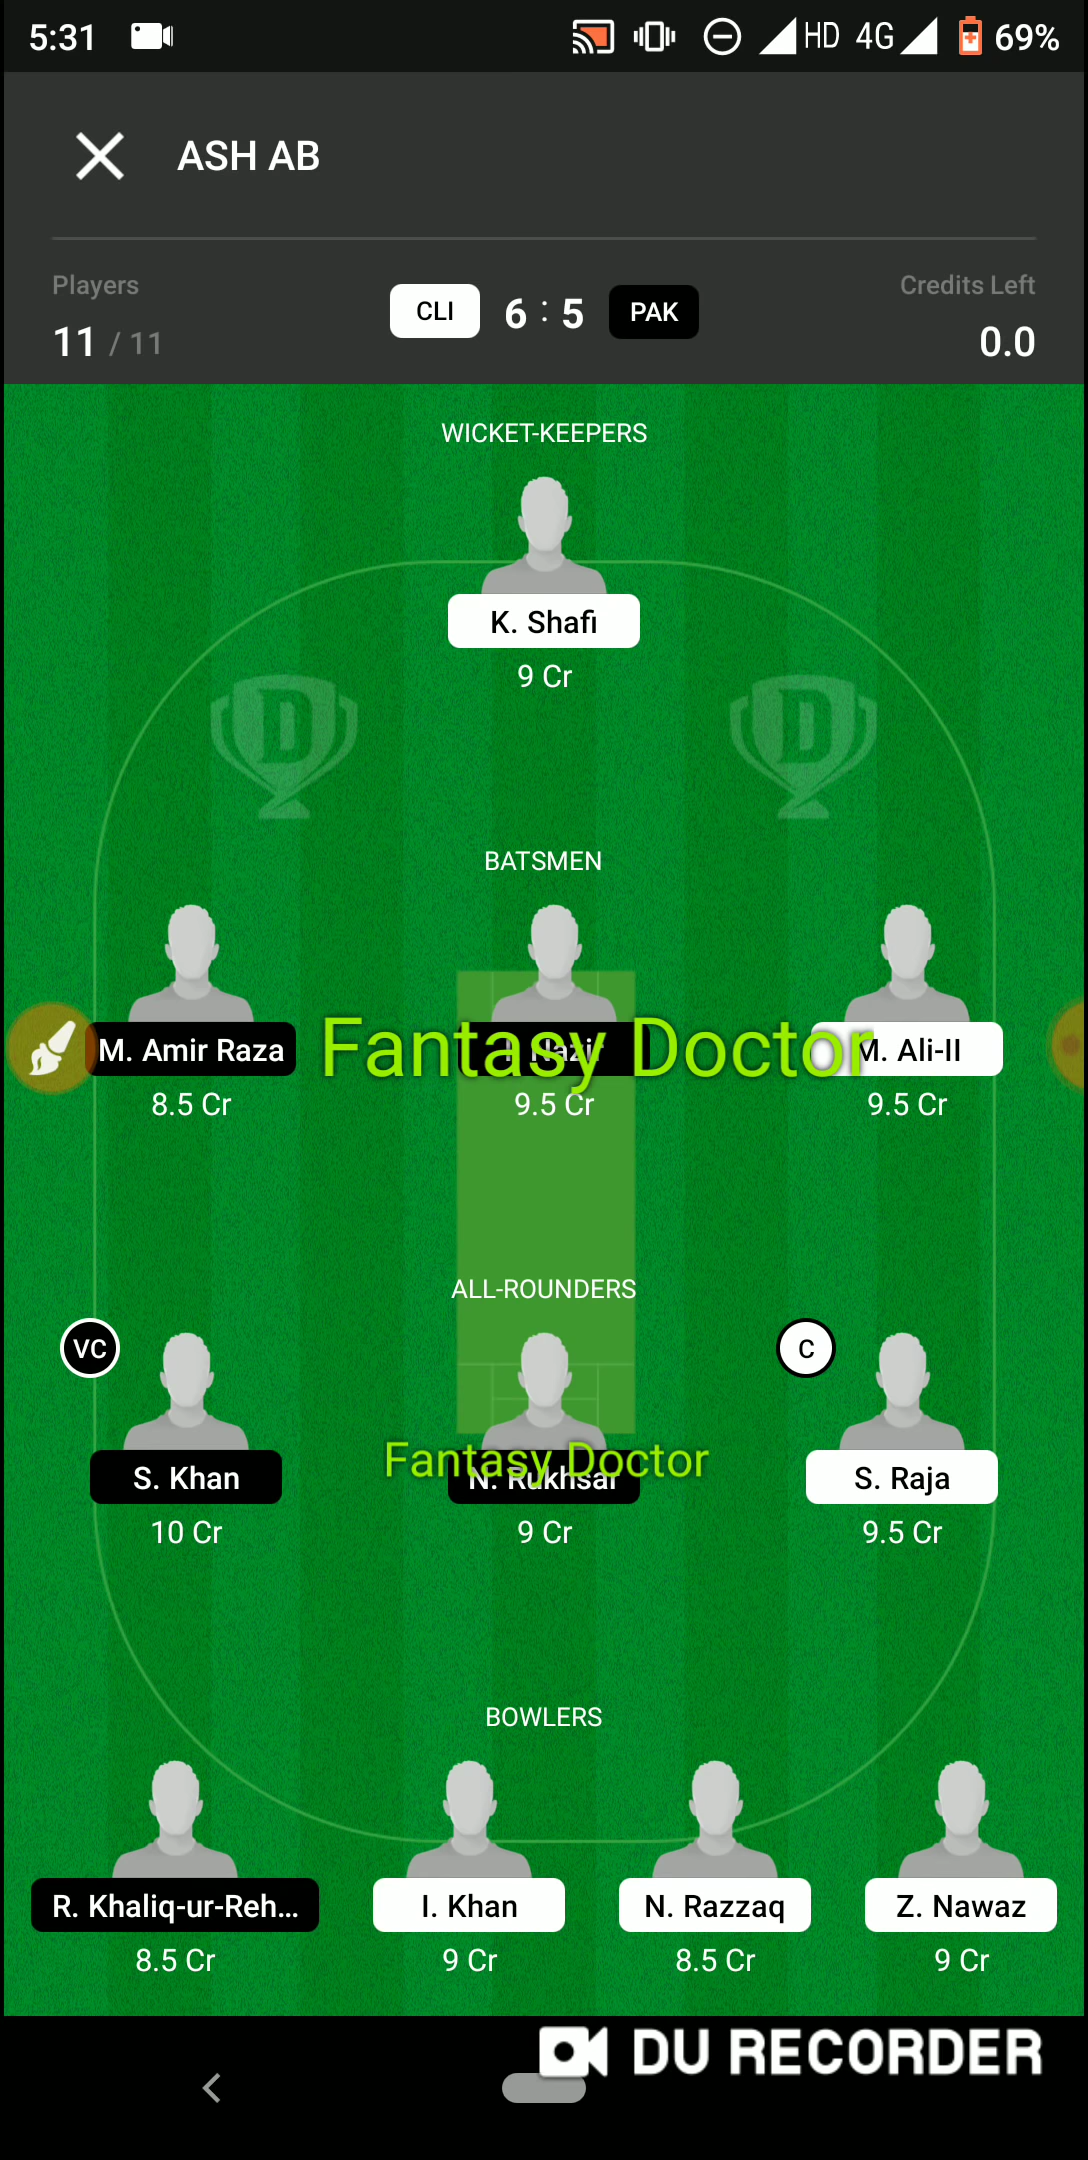 5:31 HD 4G 69%
ASH AB
Players Credits Left
11 / 11 CLI 6 : 5 PAK 0.0
WICKET-KEEPERS
K. Shafi
9 Cr
D D
BATSMEN
M. Amir Raza Nazir M. Ali-II
Fantasy Doctor
8.5 Cr 9.5 Cr 9.5 Cr
ALL-ROUNDERS
VC C
Fantasy Doctor
S. Khan N. Rukhsar S. Raja
10 Cr 9 Cr 9.5 Cr
BOWLERS
R. Khaliq-ur-Reh... I. Khan N. Razzaq Z. Nawaz
8.5 Cr 9 Cr 8.5 Cr 9 Cr
DU RECORDER